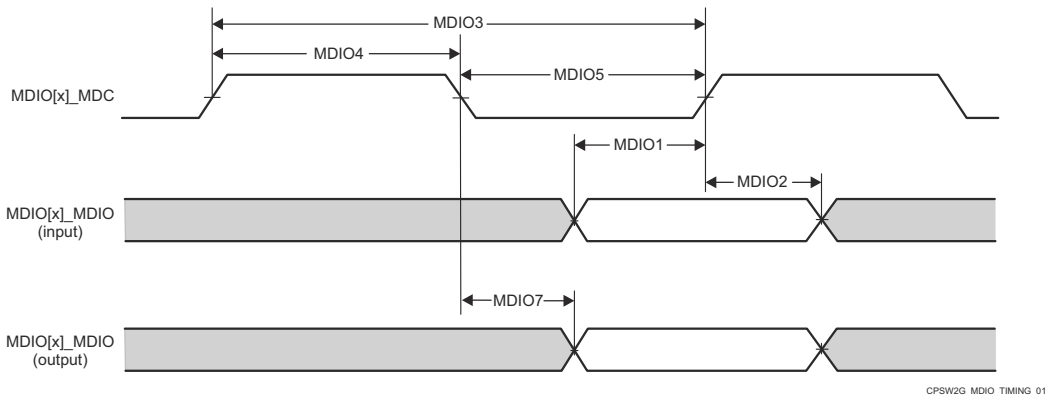 MDIO3
MDIO4
MDIO5
MDIO[x]_MDC
MDIO1
MDIO2
MDIO[x]_MDIO
(input)
MDIO7
MDIO[x]_MDIO
(output)
CPSW2G_MDIO_TIMING_01